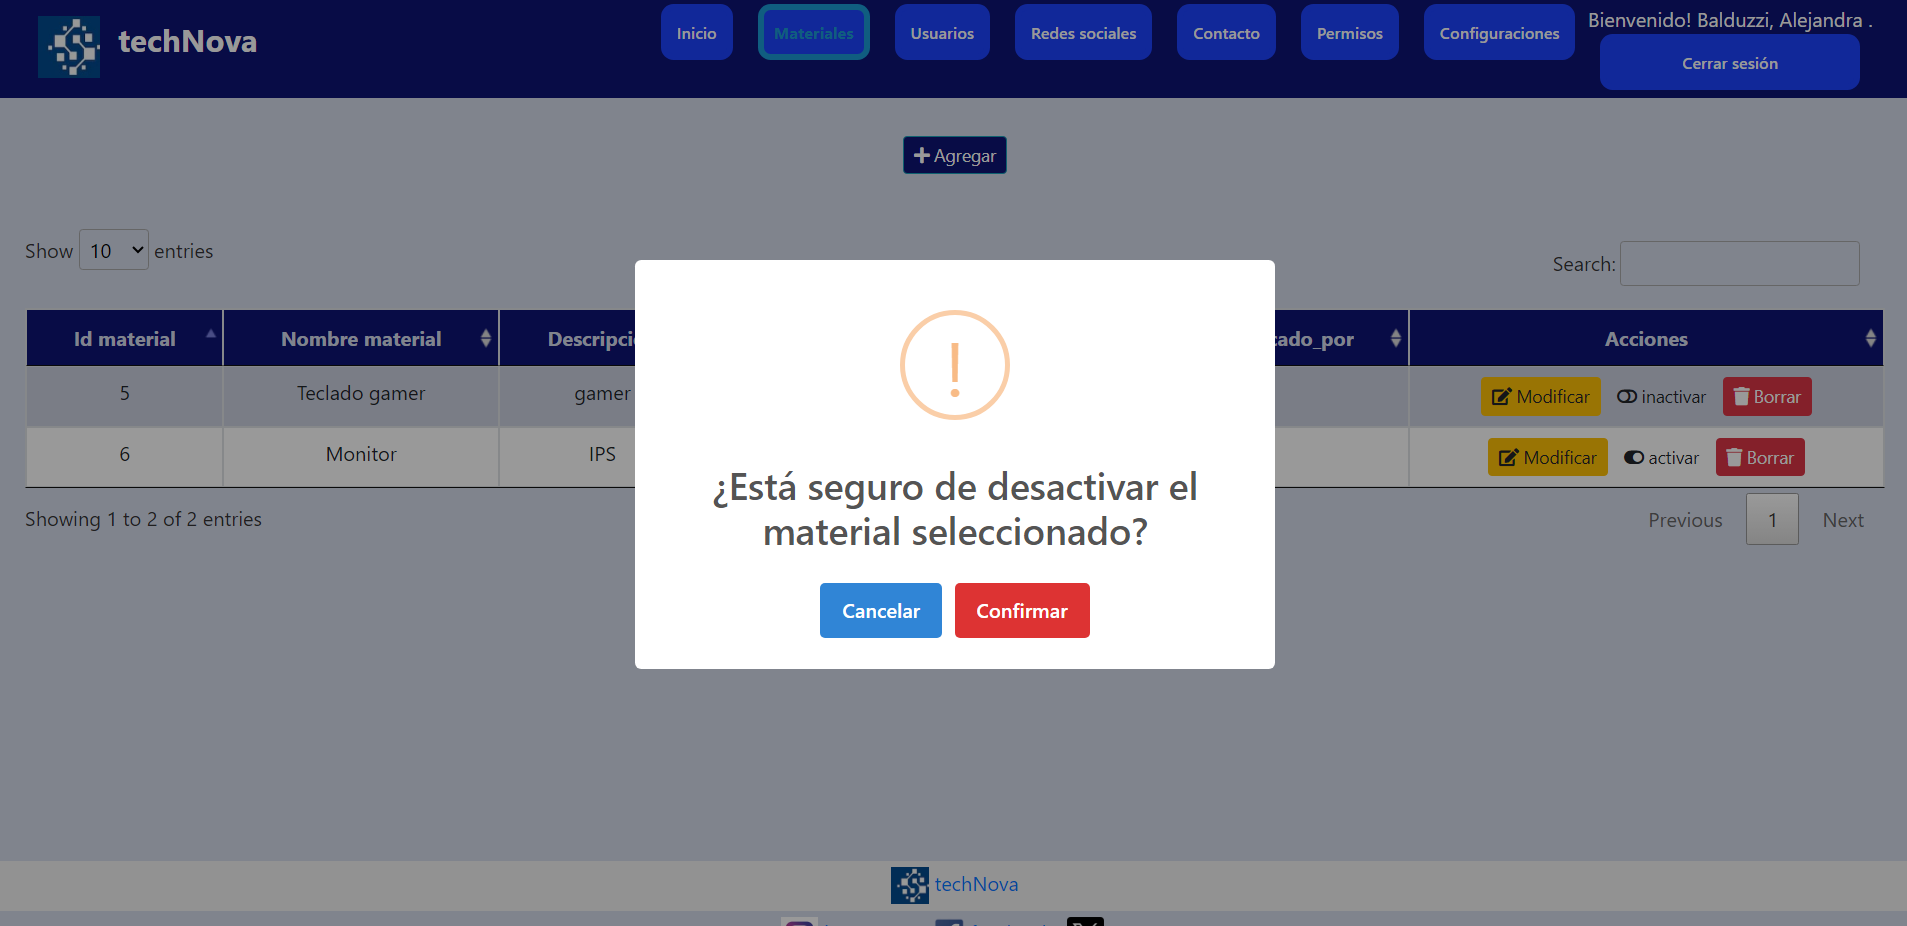 techNova
Inicio
Materiales
Usuarios
Redes sociales
Contacto
Permisos
Configuraciones
Bienvenido! Balduzzi, Alejandra .
Cerrar sesión
Agregar
Show 10 entries
Search:
Id material Nombre material Acciones
5 Teclado gamer gamer Modificar inactivar Borrar
6 Monitor IPS Modificar activar Borrar
Showing 1 to 2 of 2 entries
Previous 1 Next
¿Está seguro de desactivar el
material seleccionado?
Cancelar Confirmar
techNova